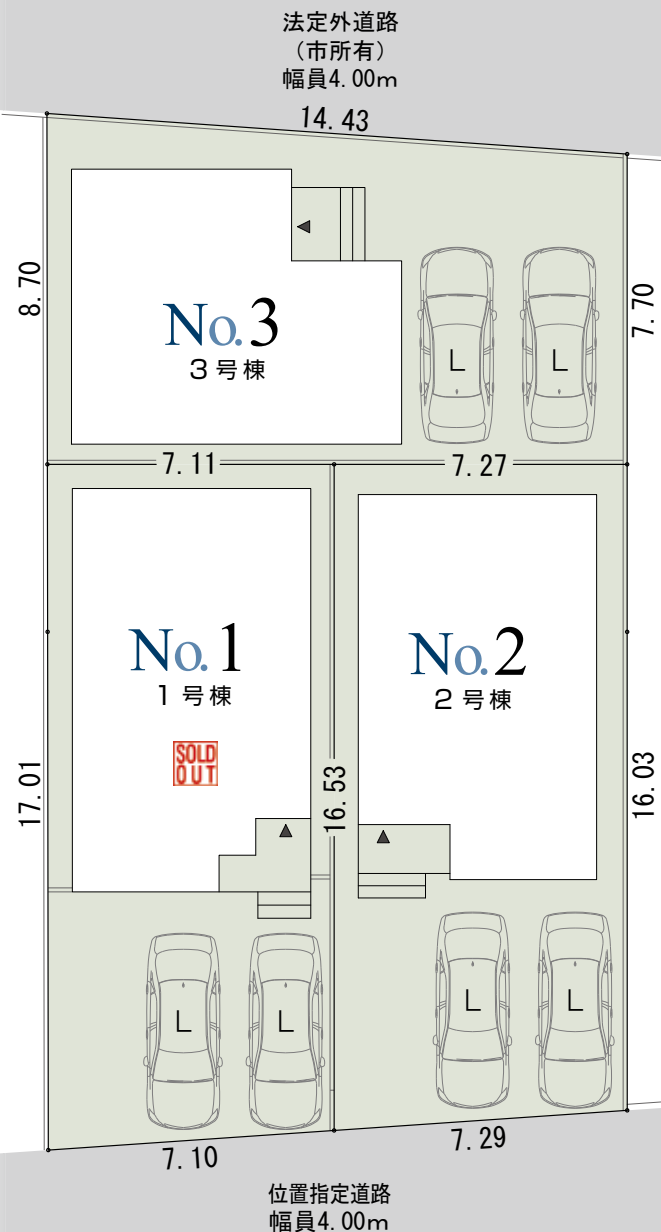 法定外道路
（市所有）
幅員4.00m
14.43
8.70
7.70
No.3
3号棟
L
L
7.11
7.27
No.1
1号棟
SOLD
OUT
No.2
2号棟
17.01
16.53
16.03
L
L
L
L
7.10
7.29
位置指定道路
幅員4.00m